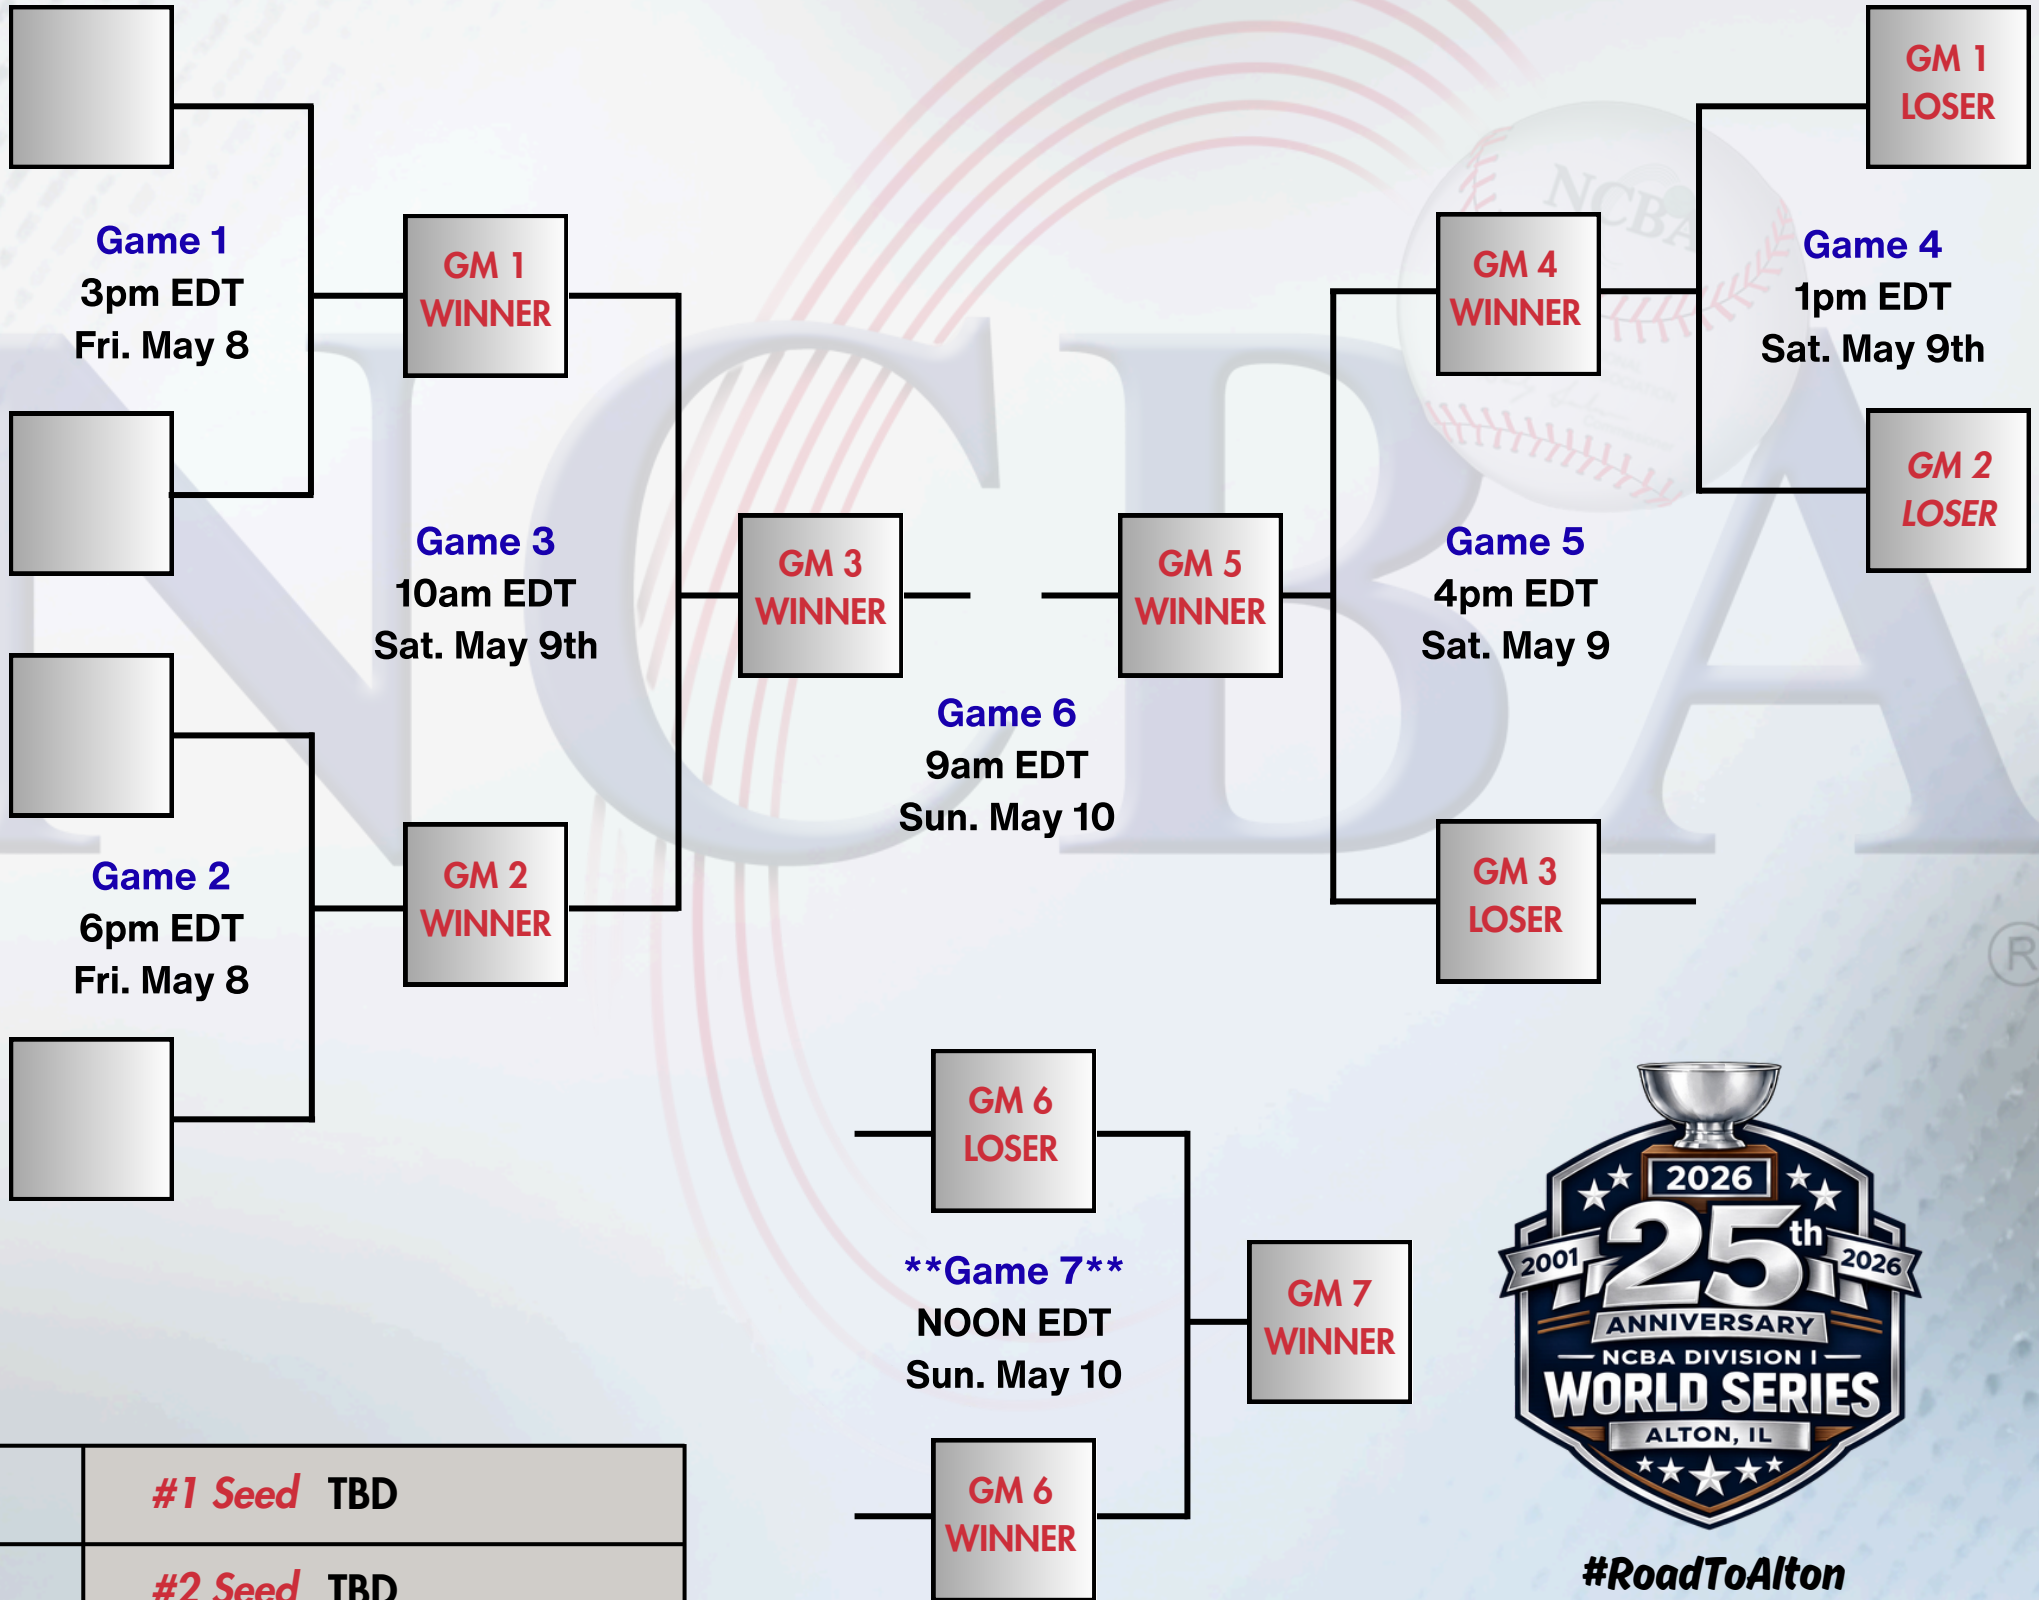 GM 1
LOSER
Game 1
3pm EDT
Fri. May 8
GM 1
WINNER
GM 4
WINNER
Game 4
1pm EDT
Sat. May 9th
GM 2
LOSER
Game 3
10am EDT
Sat. May 9th
GM 3
WINNER
GM 5
WINNER
Game 5
4pm EDT
Sat. May 9
Game 6
9am EDT
Sun. May 10
Game 2
6pm EDT
Fri. May 8
GM 2
WINNER
GM 3
LOSER
GM 6
LOSER
**Game 7**
NOON EDT
Sun. May 10
GM 7
WINNER
GM 6
WINNER
#1 Seed TBD
#2 Seed TBD
NCBA
NCBA
®
2026
25th
2001
2026
ANNIVERSARY
NCBA DIVISION I
WORLD SERIES
ALTON, IL
#RoadToAlton